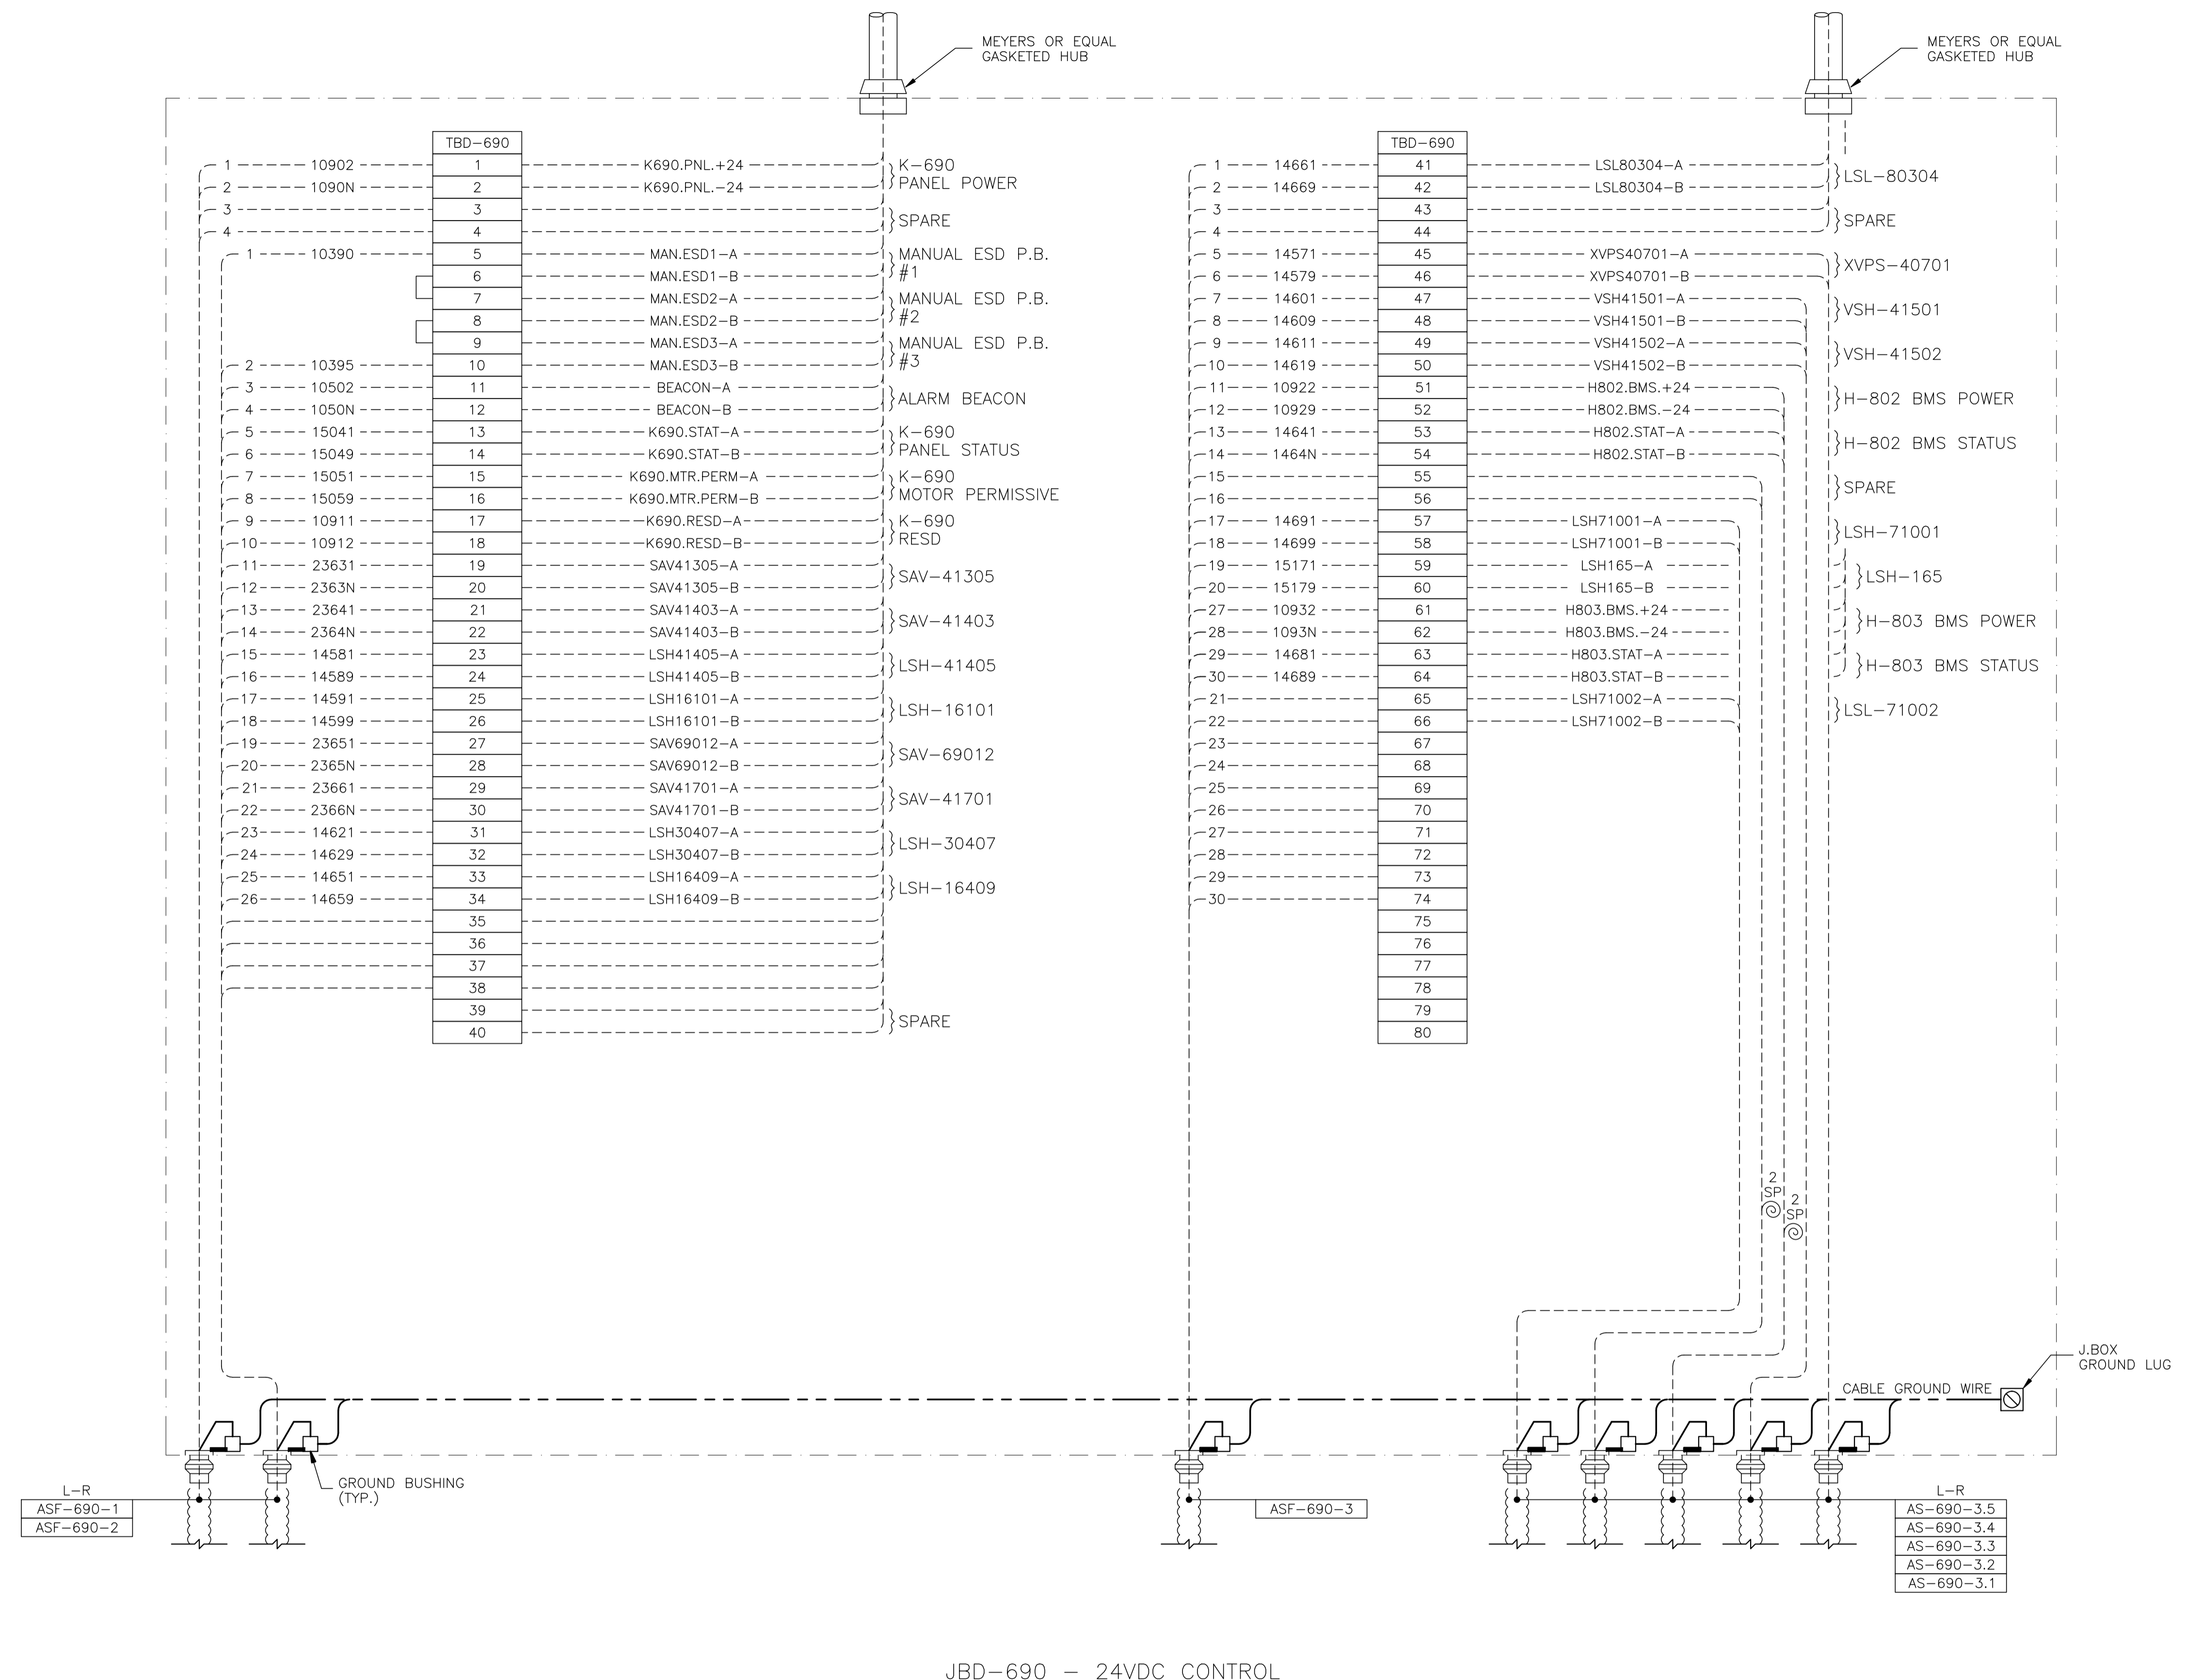 MEYERS OR EQUAL
GASKETED HUB
MEYERS OR EQUAL
GASKETED HUB
TBD-690
1 10902 1 K690.PNL.+24 K-690
2 1090N 2 K690.PNL.-24 PANEL POWER
3 3
4 4 SPARE
1 10390 5 MAN.ESD1-A MANUAL ESD P.B.
6 MAN.ESD1-B #1
7 MAN.ESD2-A MANUAL ESD P.B.
8 MAN.ESD2-B #2
9 MAN.ESD3-A MANUAL ESD P.B.
2 10395 10 MAN.ESD3-B #3
3 10502 11 BEACON-A
4 1050N 12 BEACON-B ALARM BEACON
5 15041 13 K690.STAT-A K-690
6 15049 14 K690.STAT-B PANEL STATUS
7 15051 15 K690.MTR.PERM-A K-690
8 15059 16 K690.MTR.PERM-B MOTOR PERMISSIVE
9 10911 17 K690.RESD-A K-690
10 10912 18 K690.RESD-B RESD
11 23631 19 SAV41305-A
12 2363N 20 SAV41305-B SAV-41305
13 23641 21 SAV41403-A
14 2364N 22 SAV41403-B SAV-41403
15 14581 23 LSH41405-A
16 14589 24 LSH41405-B LSH-41405
17 14591 25 LSH16101-A
18 14599 26 LSH16101-B LSH-16101
19 23651 27 SAV69012-A
20 2365N 28 SAV69012-B SAV-69012
21 23661 29 SAV41701-A
22 2366N 30 SAV41701-B SAV-41701
23 14621 31 LSH30407-A
24 14629 32 LSH30407-B LSH-30407
25 14651 33 LSH16409-A
26 14659 34 LSH16409-B LSH-16409
35
36
37
38
39
40 SPARE
TBD-690
1 14661 41 LSL80304-A
2 14669 42 LSL80304-B LSL-80304
3 43
4 44 SPARE
5 14571 45 XVPS40701-A
6 14579 46 XVPS40701-B XVPS-40701
7 14601 47 VSH41501-A
8 14609 48 VSH41501-B VSH-41501
9 14611 49 VSH41502-A
10 14619 50 VSH41502-B VSH-41502
11 10922 51 H802.BMS.+24
12 10929 52 H802.BMS.-24 H-802 BMS POWER
13 14641 53 H802.STAT-A
14 1464N 54 H802.STAT-B H-802 BMS STATUS
15 55
16 56 SPARE
17 14691 57 LSH71001-A
18 14699 58 LSH71001-B LSH-71001
19 15171 59 LSH165-A
20 15179 60 LSH165-B LSH-165
27 10932 61 H803.BMS.+24
28 1093N 62 H803.BMS.-24 H-803 BMS POWER
29 14681 63 H803.STAT-A
30 14689 64 H803.STAT-B H-803 BMS STATUS
21 65 LSH71002-A
22 66 LSH71002-B LSL-71002
23 67
24 68
25 69
26 70
27 71
28 72
29 73
30 74
75
76
77
78
79
80
2
SP
2
SP
J.BOX
GROUND LUG
CABLE GROUND WIRE
GROUND BUSHING
(TYP.)
L-R
ASF-690-1
ASF-690-2
ASF-690-3
L-R
AS-690-3.5
AS-690-3.4
AS-690-3.3
AS-690-3.2
AS-690-3.1
JBD-690 - 24VDC CONTROL